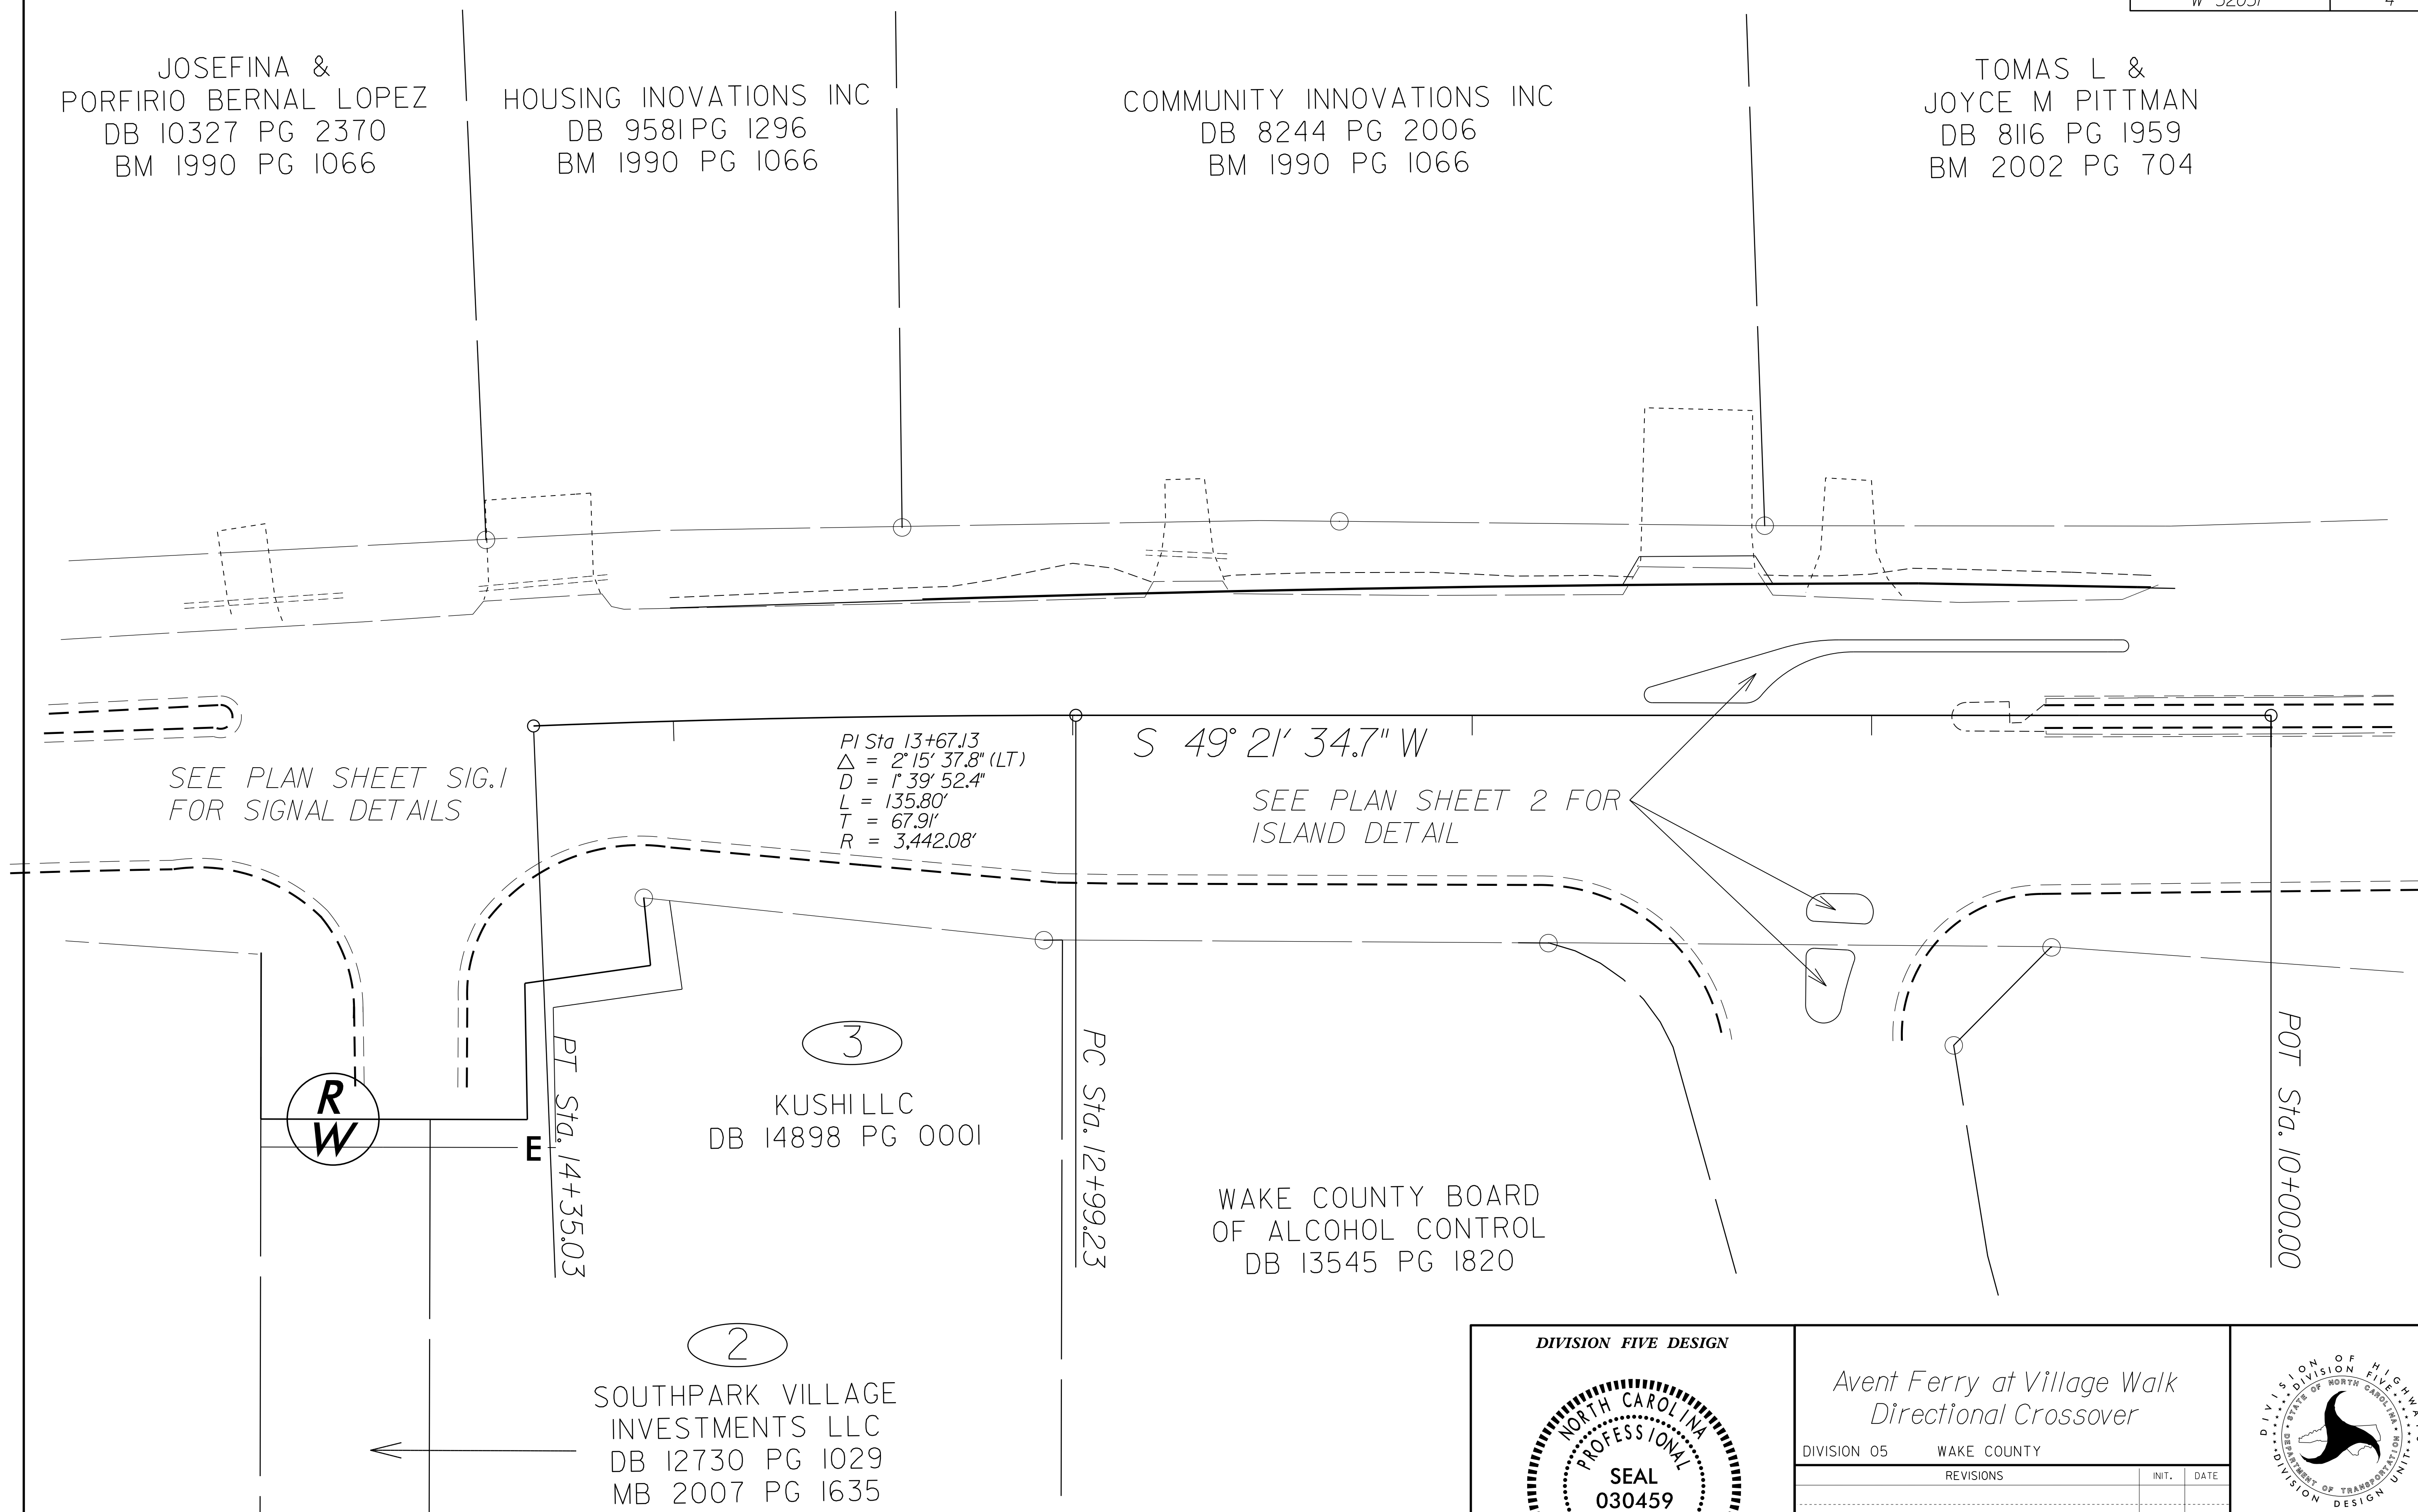 4
JOSEFINA &
PORFIRIO BERNAL LOPEZ
DB 10327 PG 2370
BM 1990 PG 1066
HOUSING INOVATIONS INC
DB 9581 PG 1296
BM 1990 PG 1066
COMMUNITY INNOVATIONS INC
DB 8244 PG 2006
BM 1990 PG 1066
TOMAS L &
JOYCE M PITTMAN
DB 8116 PG 1959
BM 2002 PG 704
PI Sta 13+67.13
△ = 2° 15' 37.8" (LT)
D = 1° 39' 52.4"
L = 135.80'
T = 67.91'
R = 3,442.08'
S 49° 21' 34.7" W
SEE PLAN SHEET SIG.1
FOR SIGNAL DETAILS
SEE PLAN SHEET 2 FOR
ISLAND DETAIL
PT Sta. 14+35.03
PC Sta. 12+99.23
POT Sta. 10+00.00
3
KUSHI LLC
DB 14898 PG 0001
R
W
E
WAKE COUNTY BOARD
OF ALCOHOL CONTROL
DB 13545 PG 1820
2
SOUTHPARK VILLAGE
INVESTMENTS LLC
DB 12730 PG 1029
MB 2007 PG 1635
DIVISION FIVE DESIGN
NORTH CAROLINA
PROFESSIONAL
SEAL
030459
Avent Ferry at Village Walk
Directional Crossover
DIVISION 05 WAKE COUNTY
REVISIONS INIT. DATE
DIVISION OF
DIVISION FIVE
STATE OF NORTH CAROLINA
DEPARTMENT OF TRANSPORTATION
DIVISION DESIGN UNIT